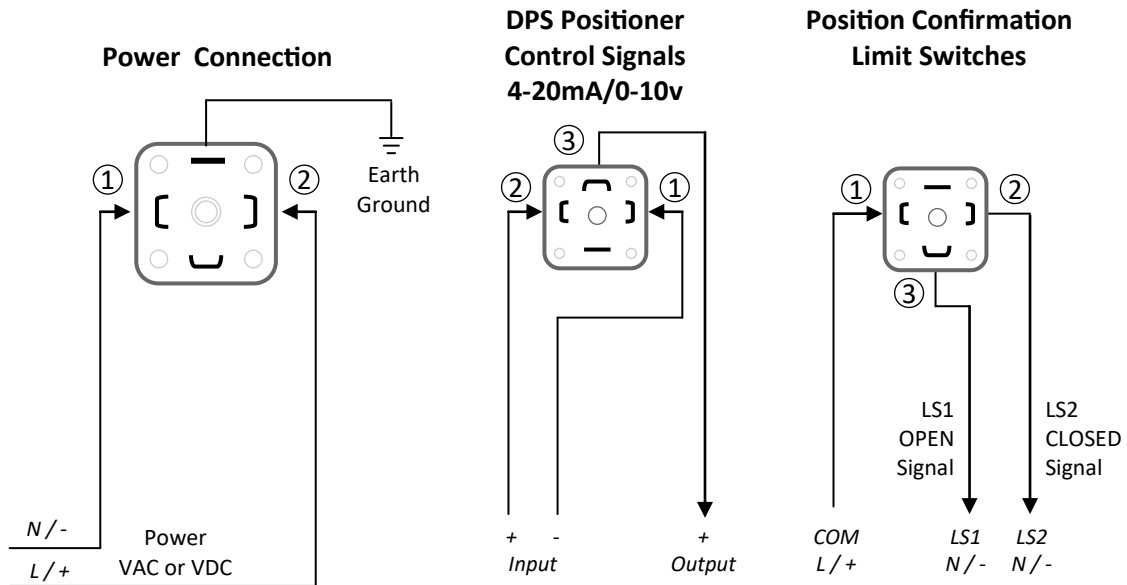 Power Connection
①
②
Earth
Ground
N / -
L / +
Power
VAC or VDC
DPS Positioner
Control Signals
4-20mA/0-10v
③
②
①
+
-
Input
+
Output
Position Confirmation
Limit Switches
①
②
③
LS1
OPEN
Signal
LS2
CLOSED
Signal
COM
L / +
LS1
N / -
LS2
N / -